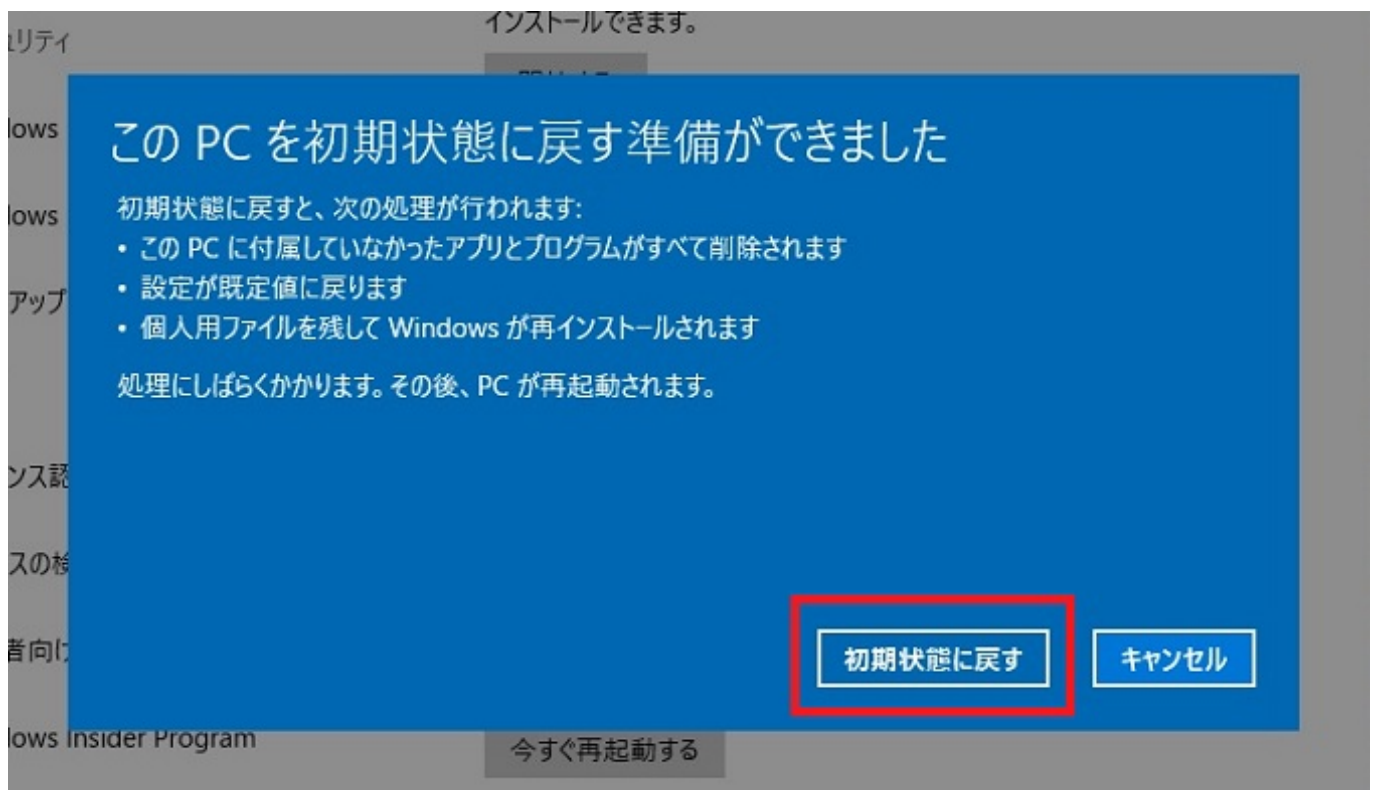 インストールできます。
ュリティ
lows
この PC を初期状態に戻す準備ができました
初期状態に戻すと、次の処理が行われます:
lows
• この PC に付属していなかったアプリとプログラムがすべて削除されます
• 設定が既定値に戻ります
アップ
• 個人用ファイルを残して Windows が再インストールされます
処理にしばらくかかります。その後、PC が再起動されます。
ンス認
スの検
者向け
初期状態に戻す
キャンセル
lows Insider Program
今すぐ再起動する